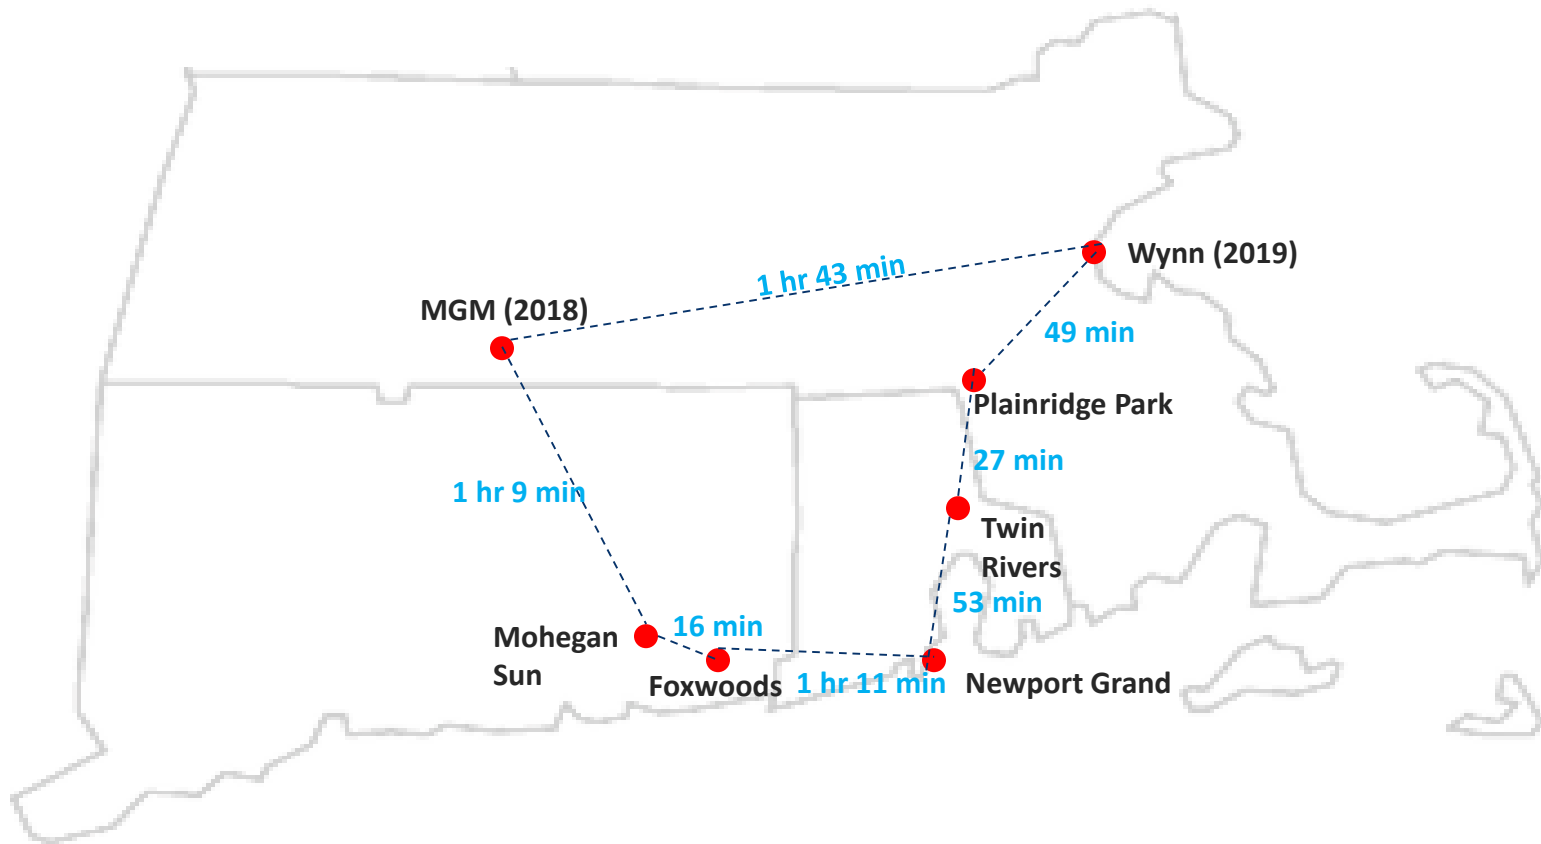 Wynn (2019)
1 hr 43 min
MGM (2018)
49 min
Plainridge Park
27 min
1 hr 9 min
Twin
Rivers
53 min
16 min
Mohegan
Sun
Foxwoods
1 hr 11 min
Newport Grand